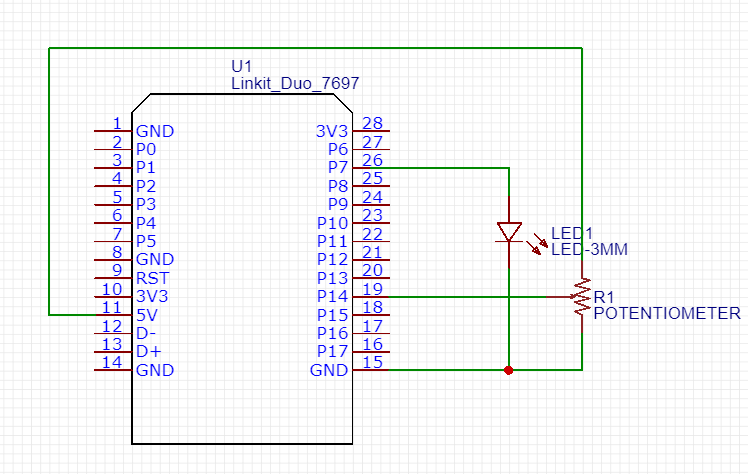 U1
Linkit_Duo_7697
1 GND 3V3 28
2 P0 P6 27
3 P1 P7 26
4 P2 P8 25
5 P3 P9 24
6 P4 P10 23
7 P5 P11 22
8 GND P12 21
9 RST P13 20
10 3V3 P14 19
11 5V P15 18
12 D- P16 17
13 D+ P17 16
14 GND GND 15
LED1
LED-3MM
R1
POTENTIOMETER